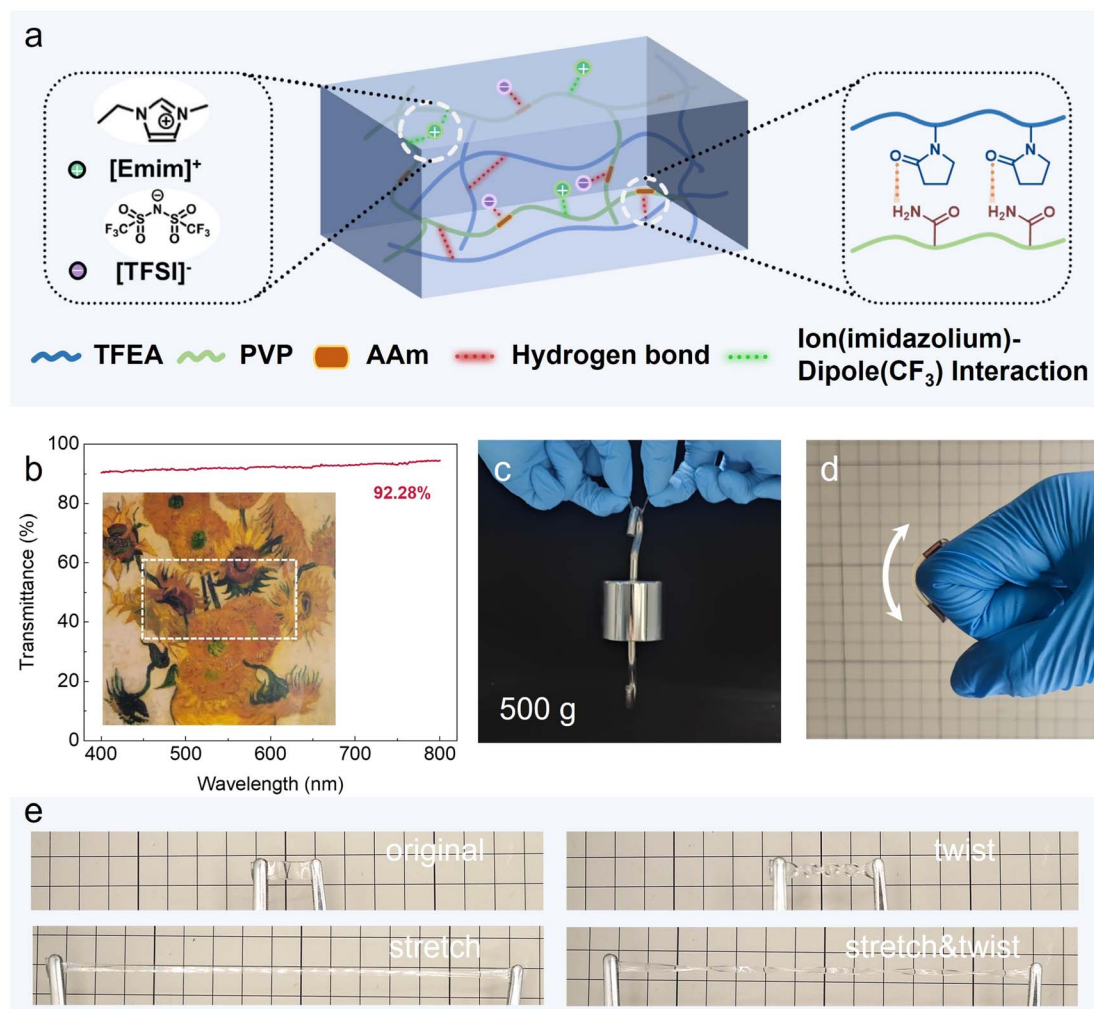 a
[Emim]+
O O
S N⊖ S
F₃C O O CF₃
[TFSI]-
N
O
N
O
H₂N O
H₂N O
TFEA
PVP
AAm
Hydrogen bond
Ion(imidazolium)-
Dipole(CF₃) Interaction
b
100
80
60
40
20
0
Transmittance (%)
92.28%
400 500 600 700 800
Wavelength (nm)
c
500 g
d
e
original
twist
stretch
stretch&twist